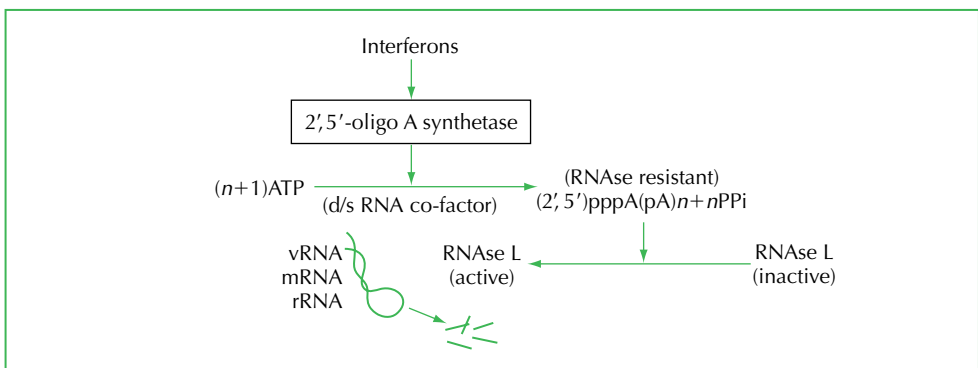 Interferons
2′,5′-oligo A synthetase
(n+1)ATP
(d/s RNA co-factor)
(RNAse resistant)
(2′, 5′)pppA(pA)n+nPPi
vRNA
mRNA
rRNA
RNAse L
(active)
RNAse L
(inactive)